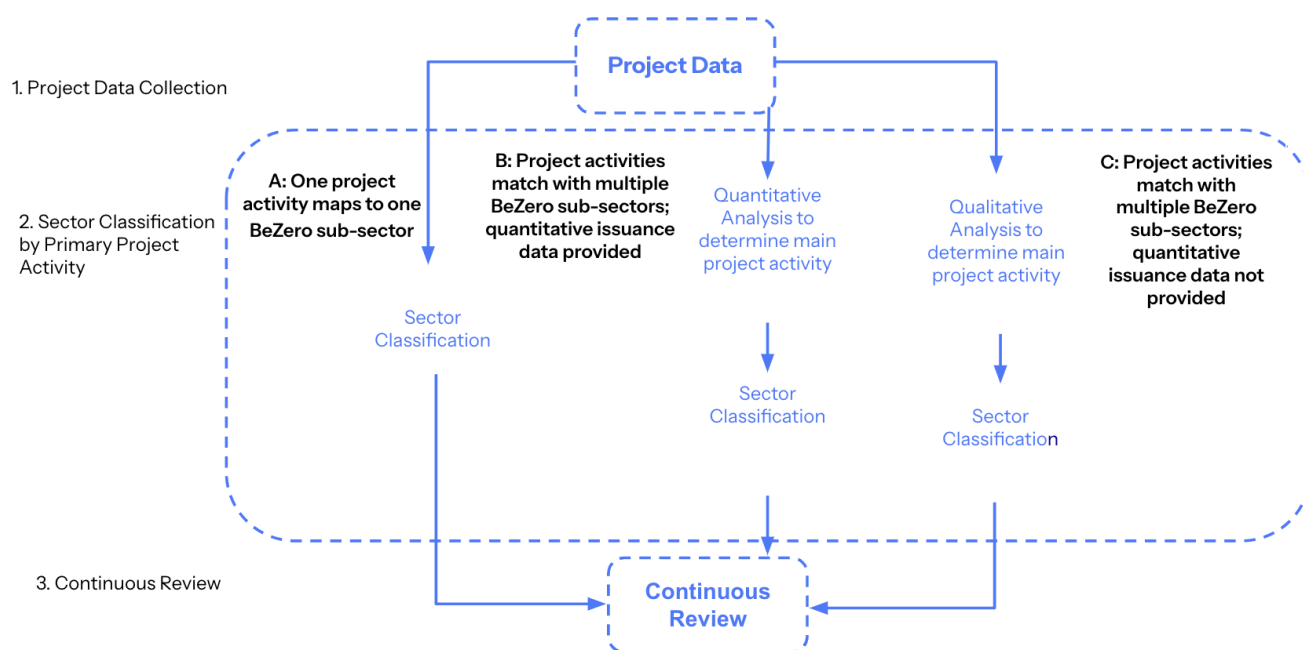 Project Data
1. Project Data Collection
A: One project
activity maps to one
BeZero sub-sector
B: Project activities
match with multiple
BeZero sub-sectors;
quantitative issuance
data provided
Quantitative
Analysis to
determine main
project activity
Qualitative
Analysis to
determine main
project activity
C: Project activities
match with
multiple BeZero
sub-sectors;
quantitative
issuance data not
provided
2. Sector Classification
by Primary Project
Activity
Sector
Classification
Sector
Classification
Sector
Classification
3. Continuous Review
Continuous
Review